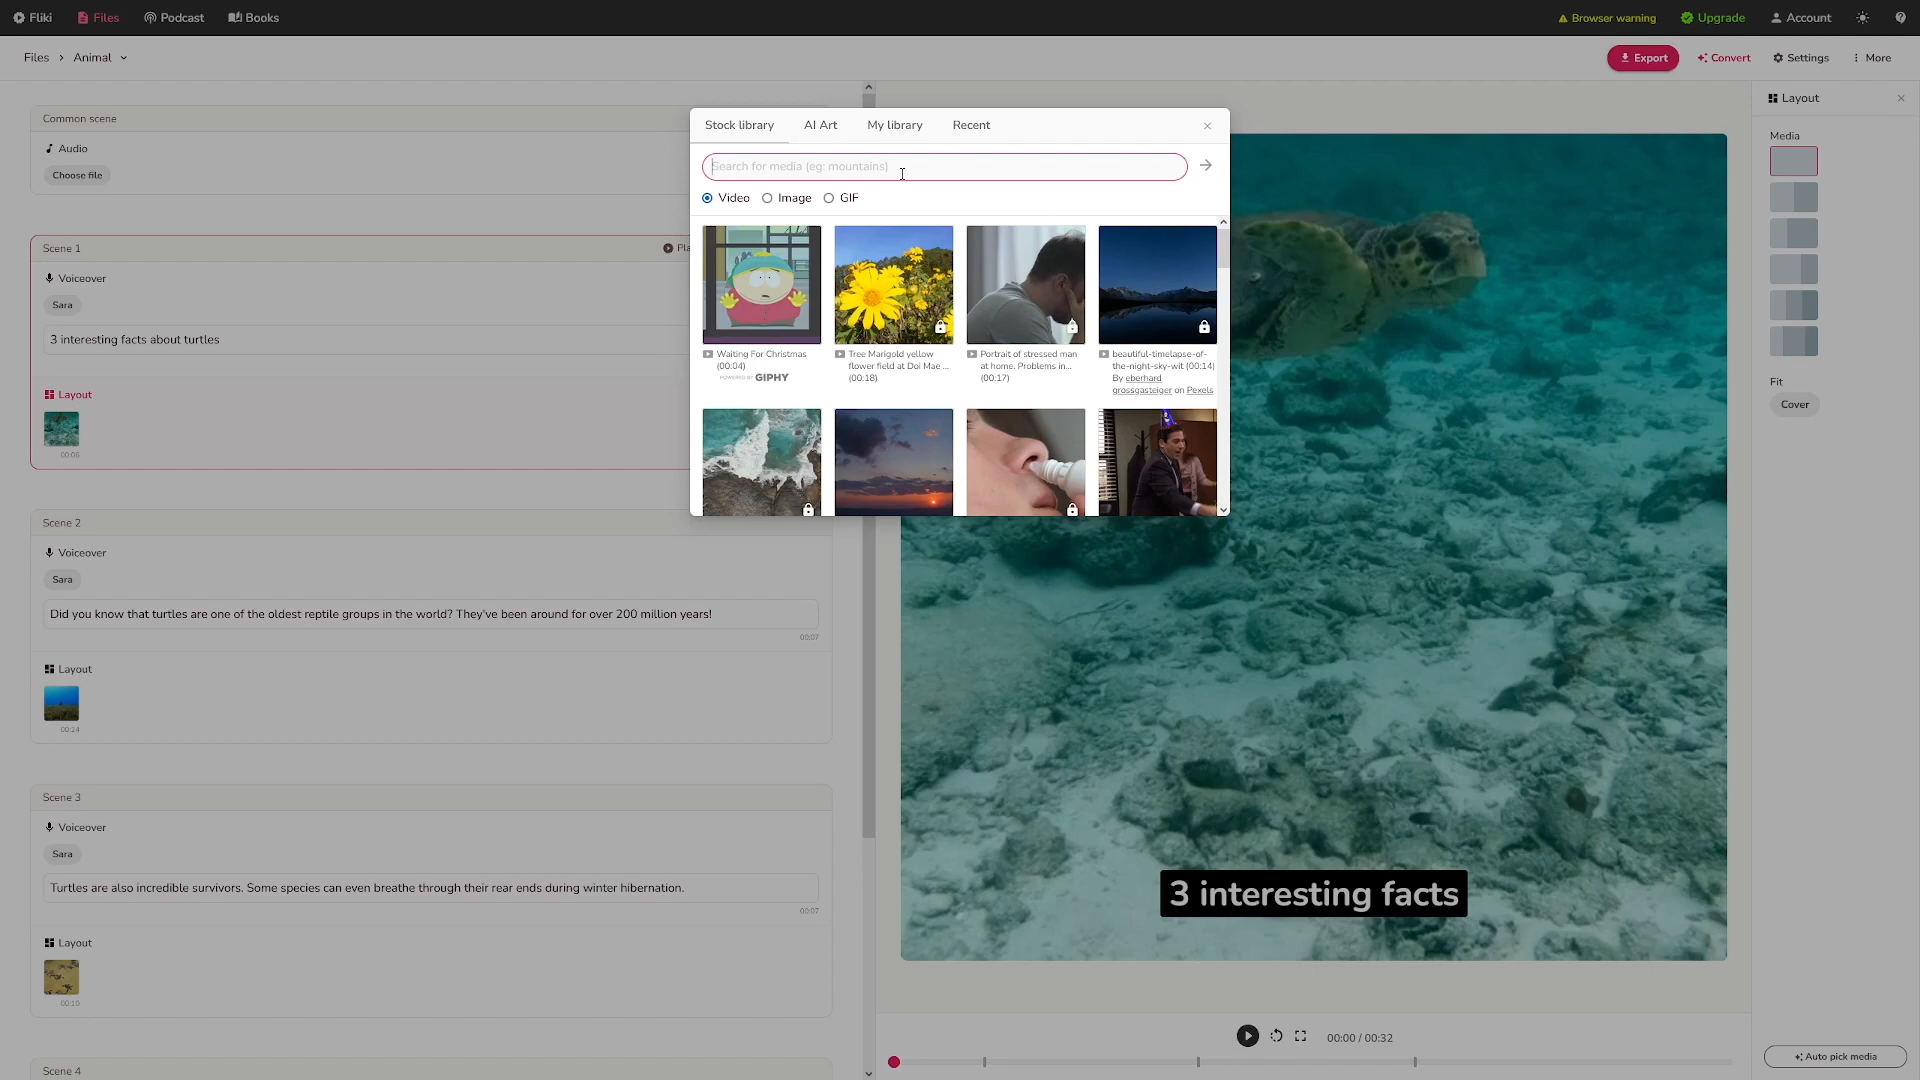 Fliki
Files
Podcast
Books
Browser warning
Upgrade
Account
Files > Animal
Export
Convert
Settings
More
Common scene
Audio
Choose file
Scene 1
Pla
Voiceover
Sara
3 interesting facts about turtles
Layout
00:06
Scene 2
Voiceover
Sara
Did you know that turtles are one of the oldest reptile groups in the world? They've been around for over 200 million years!
00:07
Layout
00:24
Scene 3
Voiceover
Sara
Turtles are also incredible survivors. Some species can even breathe through their rear ends during winter hibernation.
00:07
Layout
00:10
Scene 4
Stock library
AI Art
My library
Recent
Search for media (eg: mountains)
Video
Image
GIF
Waiting For Christmas
(00:04)
POWERED BY GIPHY
Tree Marigold yellow
flower field at Doi Mae ...
(00:18)
Portrait of stressed man
at home. Problems in...
(00:17)
beautiful-timelapse-of-
the-night-sky-wit (00:14)
By eberhard
grossgasteiger on Pexels
3 interesting facts
00:00 / 00:32
Layout
Media
Fit
Cover
Auto pick media